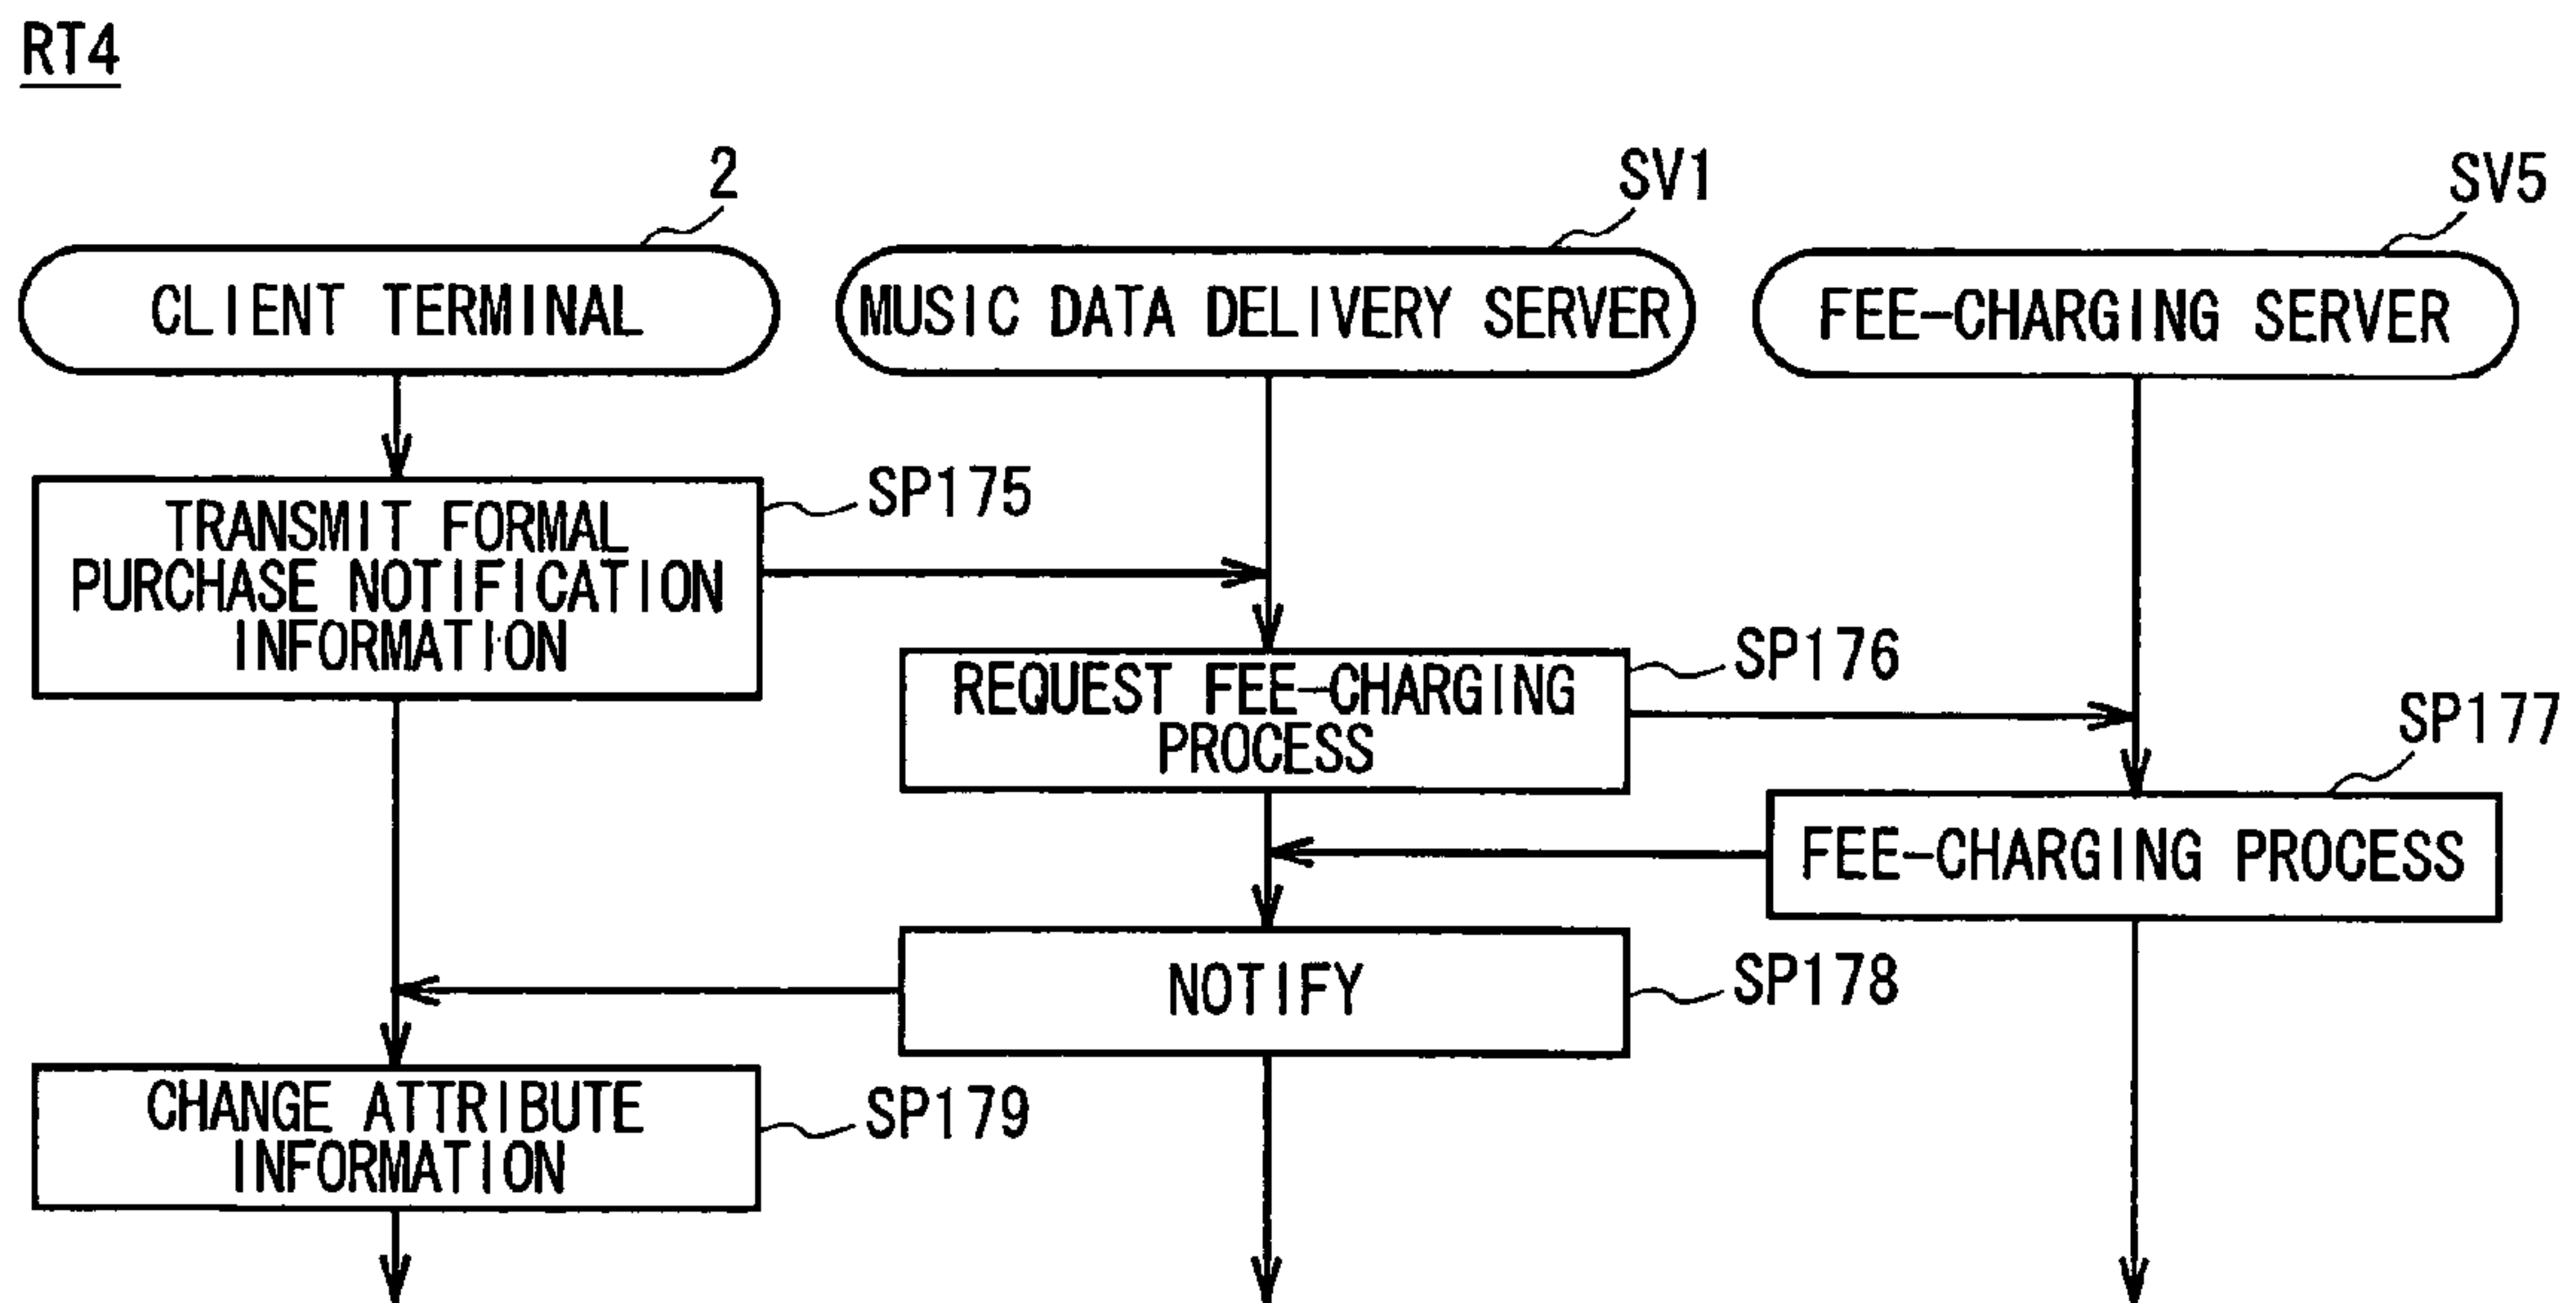 RT4
2
SV1
SV5
CLIENT TERMINAL
MUSIC DATA DELIVERY SERVER
FEE-CHARGING SERVER
TRANSMIT FORMAL
PURCHASE NOTIFICATION
INFORMATION
SP175
REQUEST FEE-CHARGING
PROCESS
SP176
SP177
FEE-CHARGING PROCESS
NOTIFY
SP178
CHANGE ATTRIBUTE
INFORMATION
SP179